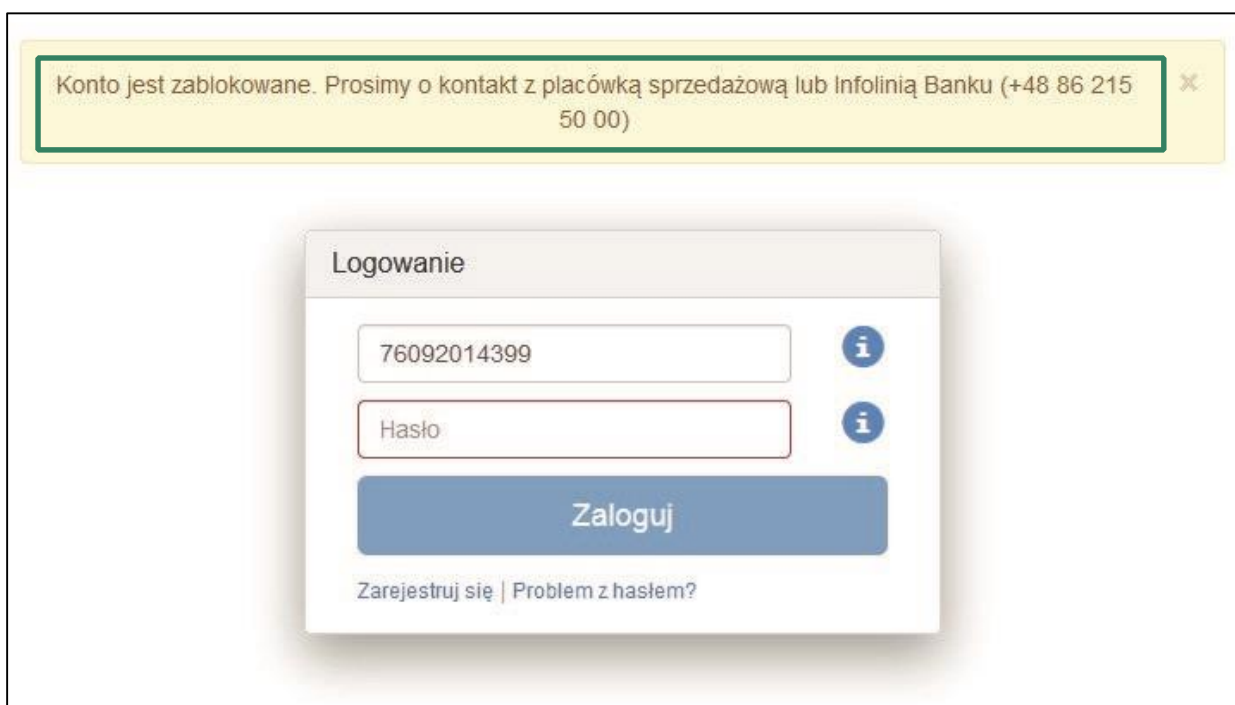 Konto jest zablokowane. Prosimy o kontakt z placówką sprzedażową lub Infolinią Banku (+48 86 215
50 00)
Logowanie
76092014399
Hasło
Zaloguj
Zarejestruj się | Problem z hasłem?